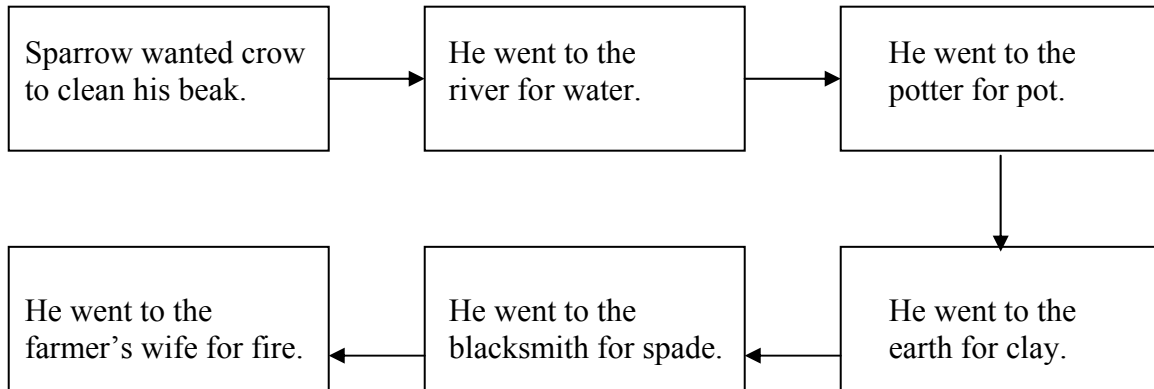 Sparrow wanted crow
to clean his beak.
He went to the
river for water.
He went to the
potter for pot.
He went to the
earth for clay.
He went to the
blacksmith for spade.
He went to the
farmer’s wife for fire.